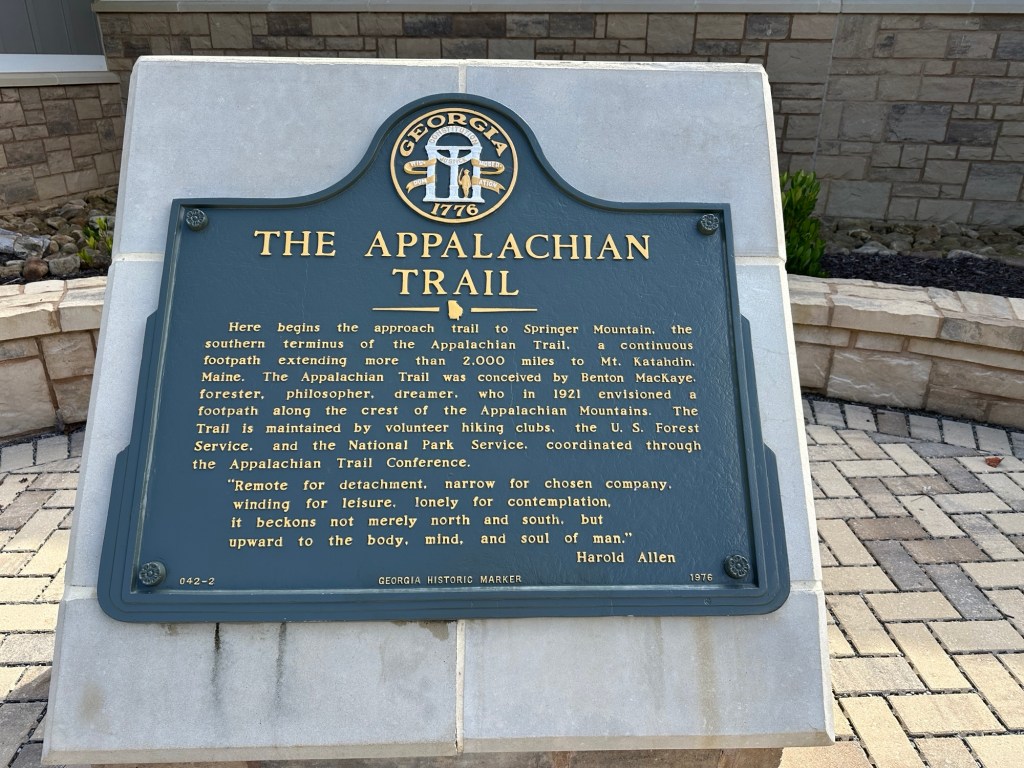 GEORGIA
CONSTITUTION
WISDOM JUSTICE MODERATION
1776
THE APPALACHIAN
TRAIL
Here begins the approach trail to Springer Mountain, the
southern terminus of the Appalachian Trail, a continuous
footpath extending more than 2,000 miles to Mt. Katahdin,
Maine. The Appalachian Trail was conceived by Benton MacKaye,
forester, philosopher, dreamer, who in 1921 envisioned a
footpath along the crest of the Appalachian Mountains. The
Trail is maintained by volunteer hiking clubs, the U. S. Forest
Service, and the National Park Service, coordinated through
the Appalachian Trail Conference.
"Remote for detachment, narrow for chosen company,
winding for leisure, lonely for contemplation,
it beckons not merely north and south, but
upward to the body, mind, and soul of man."
Harold Allen
042-2 GEORGIA HISTORIC MARKER 1976